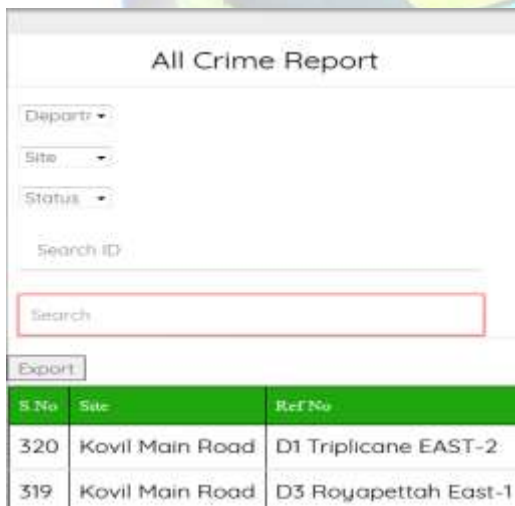 All Crime Report
Departr
Site
Status
Search ID
Search
Export
S.No Site Ref No
320 Kovil Main Road D1 Triplicane EAST-2
319 Kovil Main Road D3 Royapettah East-1